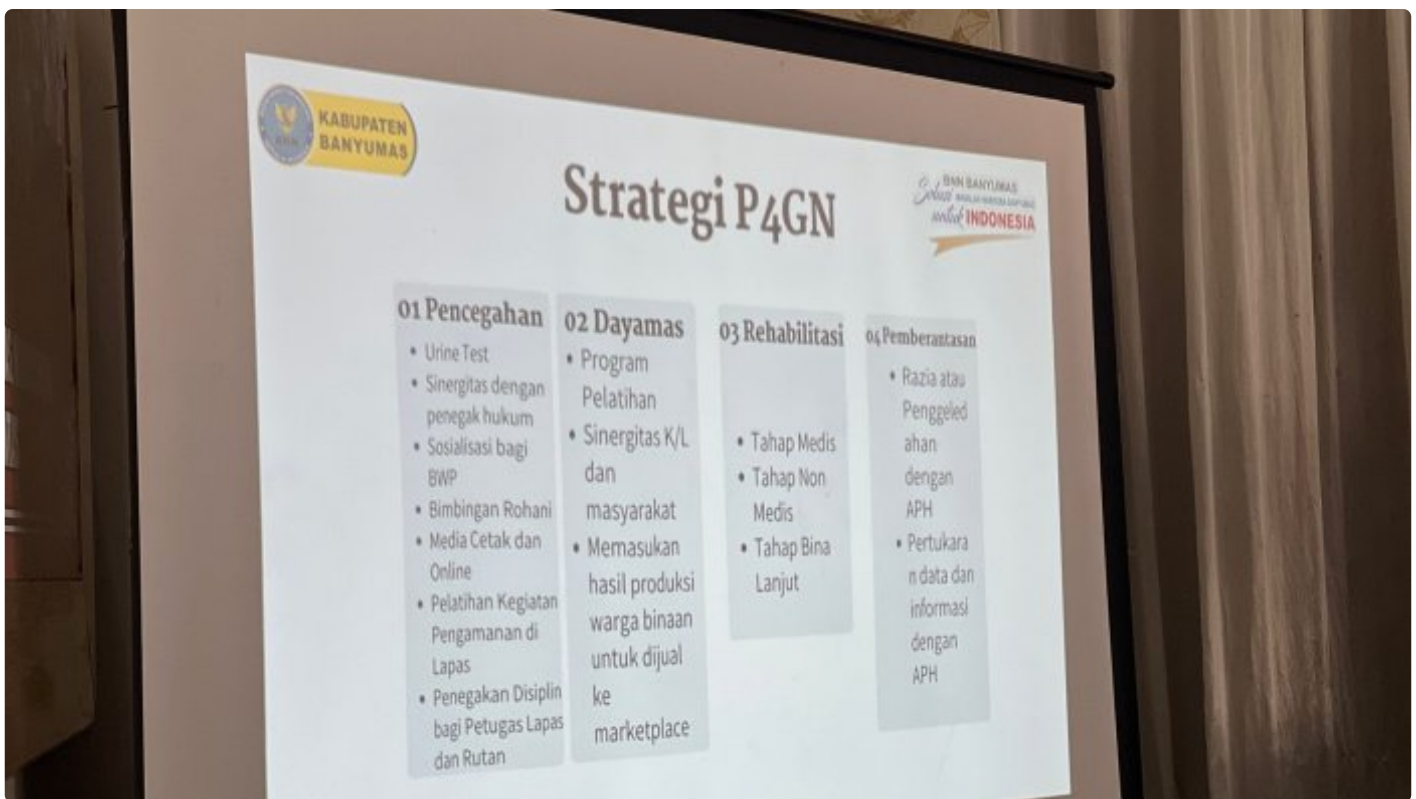 KABUPATEN
BANYUMAS
Strategi P4GN
BNN BANYUMAS
Solusi
untuk INDONESIA
01 Pencegahan
• Urine Test
• Sinergitas dengan
penegak hukum
• Sosialisasi bagi
BWP
• Bimbingan Rohani
• Media Cetak dan
Online
• Pelatihan Kegiatan
Pengamanan di
Lapas
• Penegakan Disiplin
bagi Petugas Lapas
dan Rutan
02 Dayamas
• Program
Pelatihan
• Sinergitas K/L
dan
masyarakat
• Memasukan
hasil produksi
warga binaan
untuk dijual
ke
marketplace
03 Rehabilitasi
• Tahap Medis
• Tahap Non
Medis
• Tahap Bina
Lanjut
04 Pemberantasan
• Razia atau
Penggeled
ahan
dengan
APH
• Pertukara
n data dan
informasi
dengan
APH